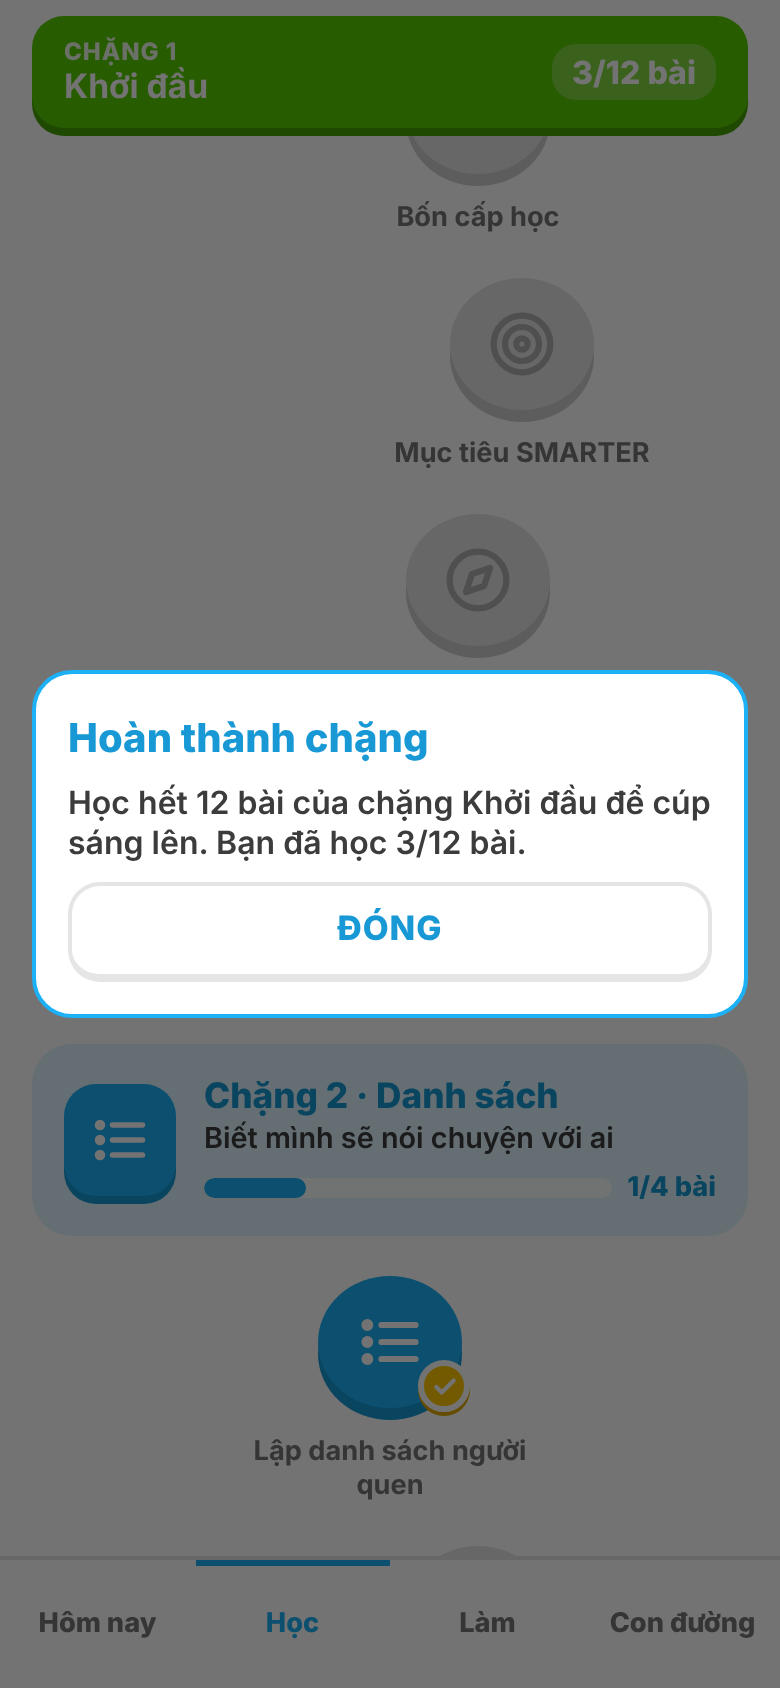 CHẶNG 1
Khởi đầu
3/12 bài
Bốn cấp học
Mục tiêu SMARTER
Hoàn thành chặng
Học hết 12 bài của chặng Khởi đầu để cúp
sáng lên. Bạn đã học 3/12 bài.
ĐÓNG
Chặng 2 · Danh sách
Biết mình sẽ nói chuyện với ai
1/4 bài
Lập danh sách người
quen
Hôm nay
Học
Làm
Con đường